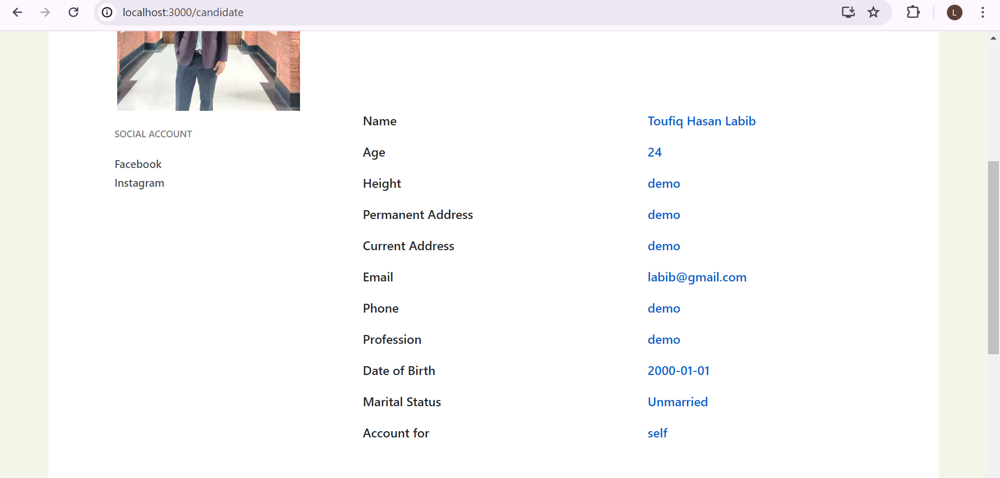 localhost:3000/candidate
L
SOCIAL ACCOUNT
Facebook
Instagram
Name Toufiq Hasan Labib
Age 24
Height demo
Permanent Address demo
Current Address demo
Email labib@gmail.com
Phone demo
Profession demo
Date of Birth 2000-01-01
Marital Status Unmarried
Account for self